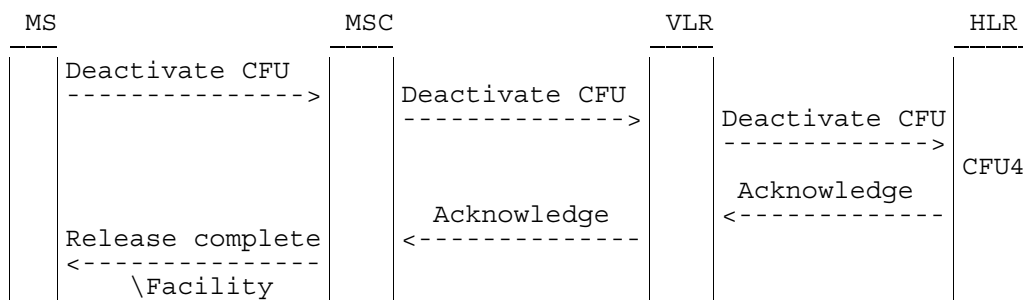 MS MSC VLR HLR
Deactivate CFU
--------------->
Deactivate CFU
-------------->
Deactivate CFU
------------->
CFU4
Acknowledge
<-------------
Acknowledge
<--------------
Release complete
<---------------
\Facility